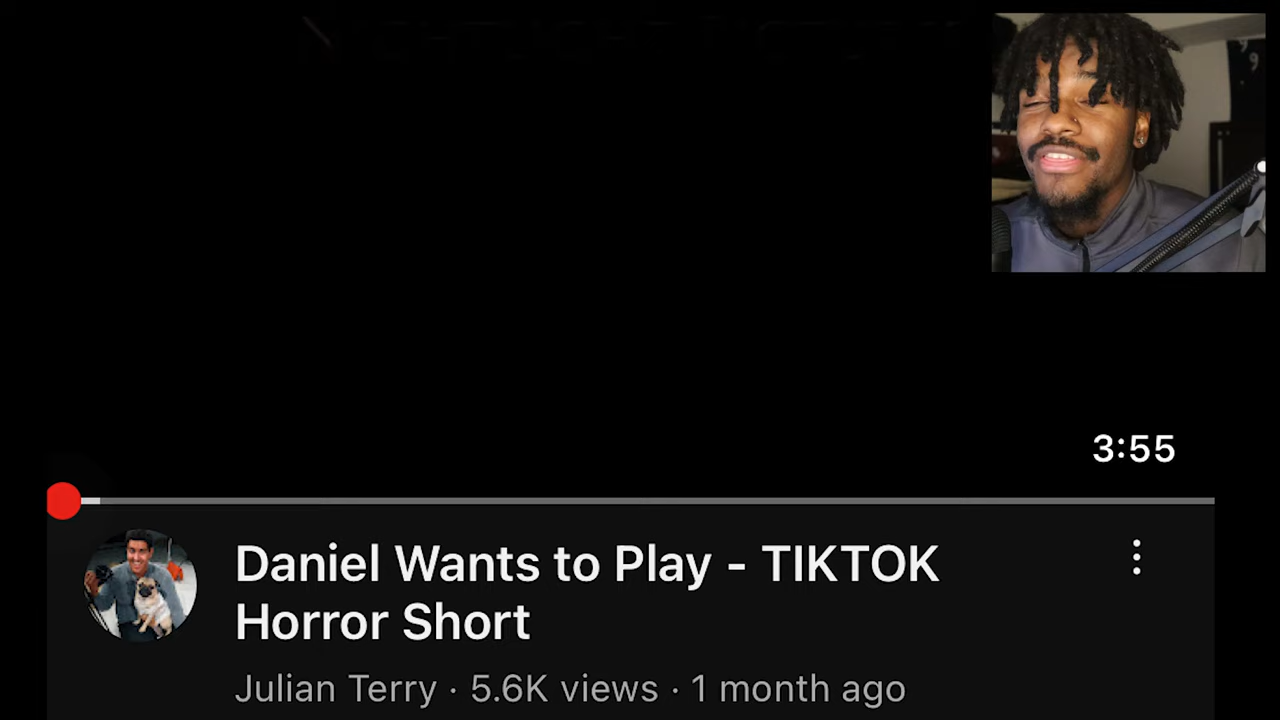 3:55
Daniel Wants to Play - TIKTOK
Horror Short
Julian Terry · 5.6K views · 1 month ago